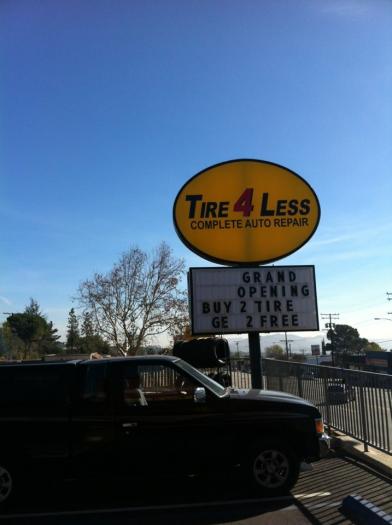 TIRE 4 LESS
COMPLETE AUTO REPAIR
GRAND
OPENING
BUY 2 TIRE
GE 2 FREE